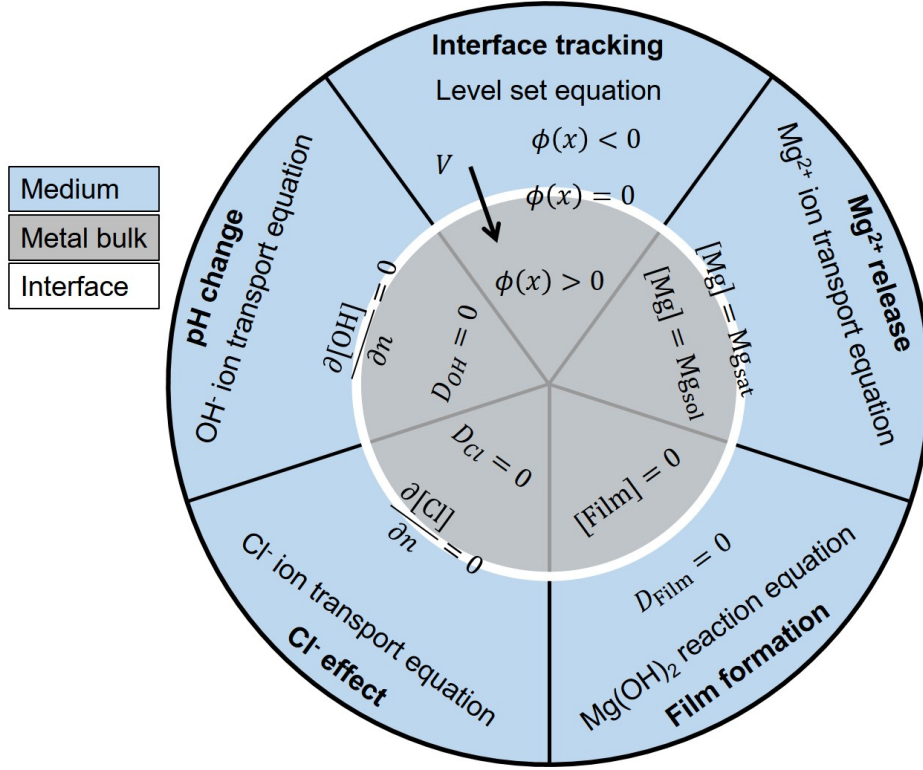 Medium
Metal bulk
Interface
Interface tracking
Level set equation
ϕ(x) < 0
V
ϕ(x) = 0
ϕ(x) > 0
Mg²⁺ release
Mg²⁺ ion transport equation
[Mg] = Mg_sat
[Mg] = Mg_sol
[Film] = 0
D_Film = 0
Mg(OH)₂ reaction equation
Film formation
D_Cl = 0
∂[Cl]/∂n = 0
Cl⁻ ion transport equation
Cl⁻ effect
pH change
OH⁻ ion transport equation
∂[OH]/∂n = 0
D_OH = 0